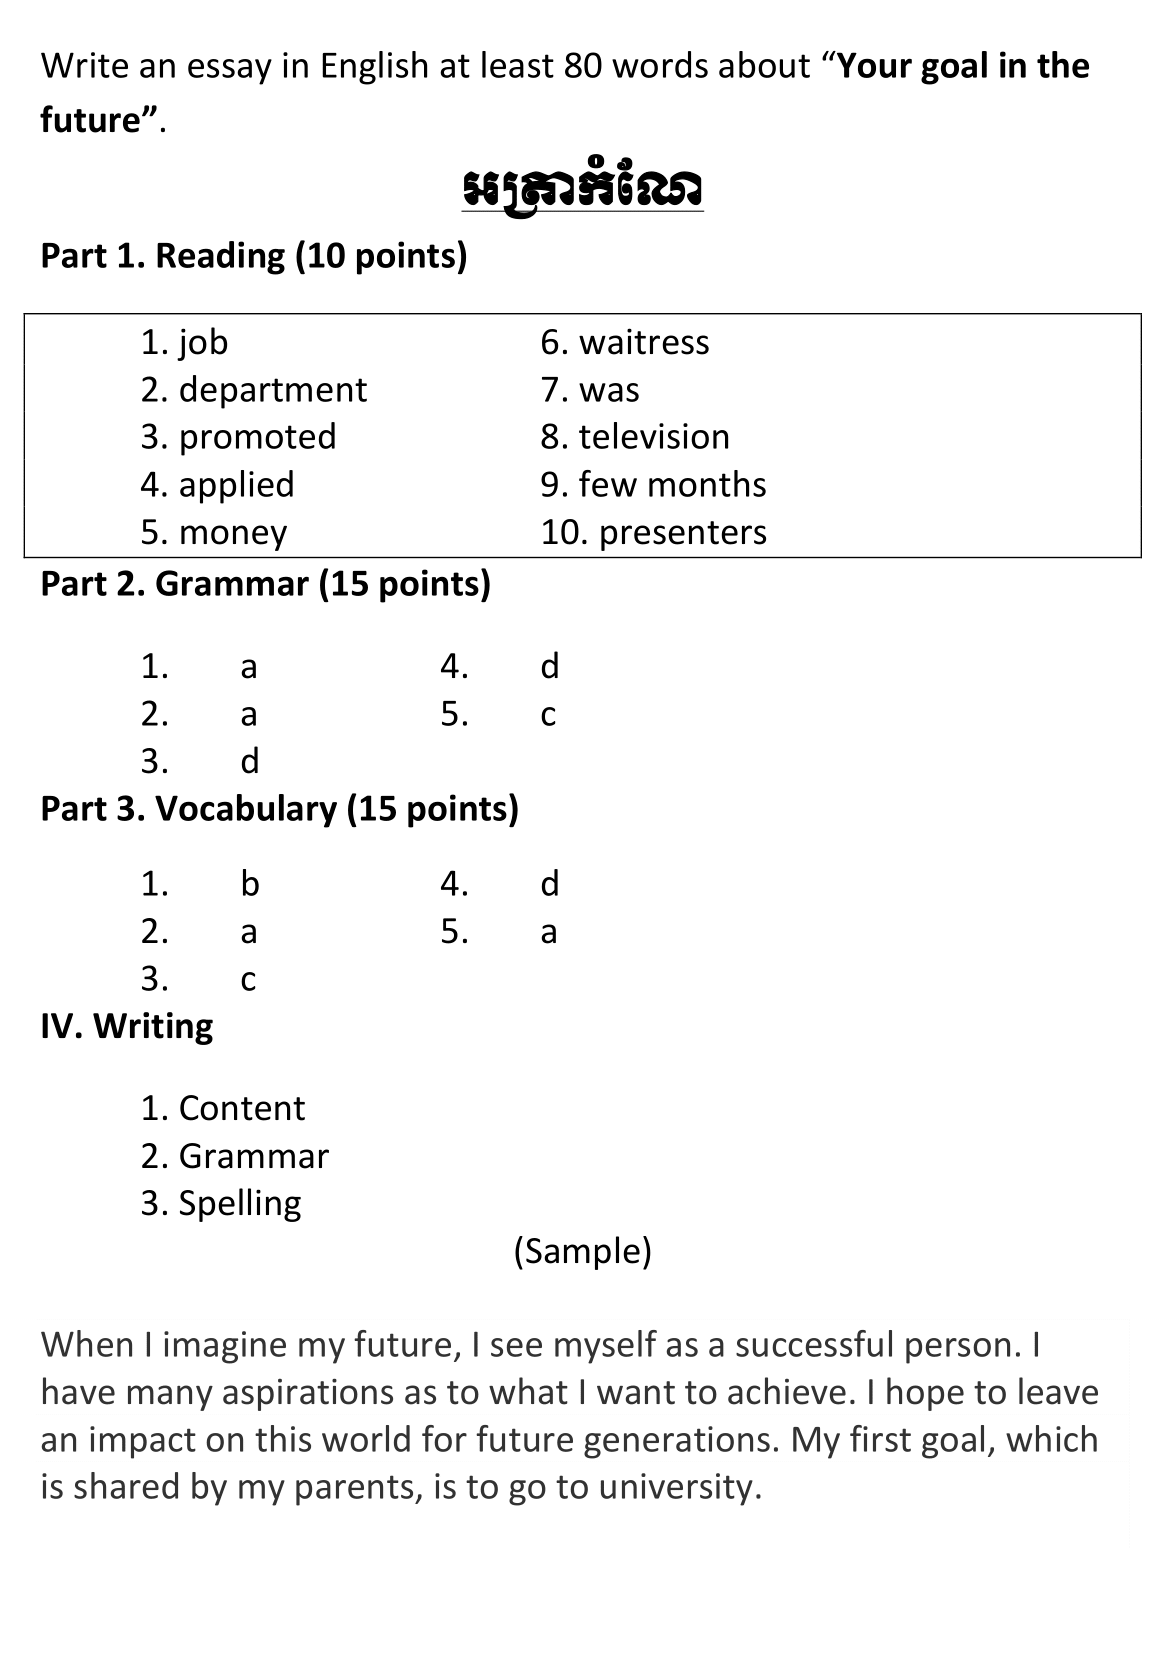 Write an essay in English at least 80 words about “Your goal in the
future”.
អត្រាកំណែ
Part 1. Reading (10 points)
1. job 6. waitress
2. department 7. was
3. promoted 8. television
4. applied 9. few months
5. money 10. presenters
Part 2. Grammar (15 points)
1. a 4. d
2. a 5. c
3. d
Part 3. Vocabulary (15 points)
1. b 4. d
2. a 5. a
3. c
IV. Writing
1. Content
2. Grammar
3. Spelling
(Sample)
When I imagine my future, I see myself as a successful person. I
have many aspirations as to what I want to achieve. I hope to leave
an impact on this world for future generations. My first goal, which
is shared by my parents, is to go to university.